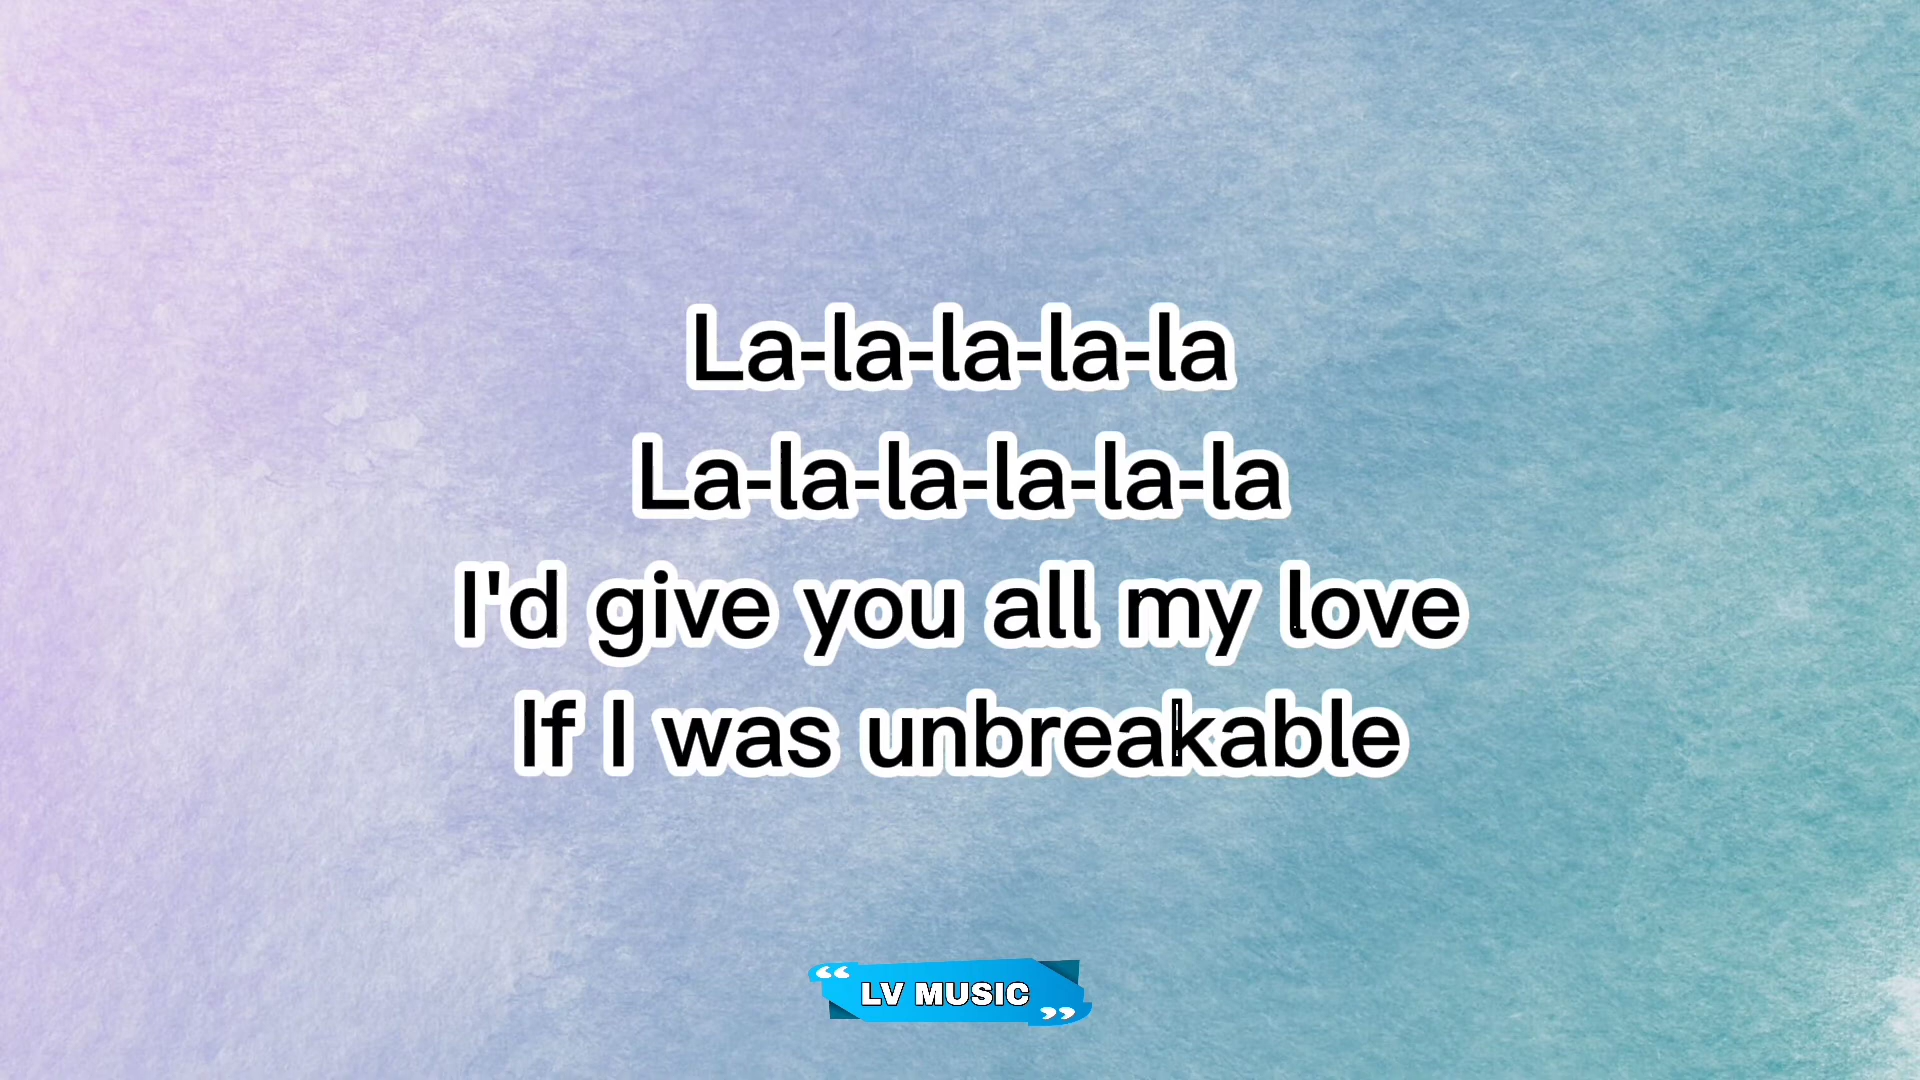 La-la-la-la-la
La-la-la-la-la-la
I'd give you all my love
If I was unbreakable
“ LV MUSIC ”